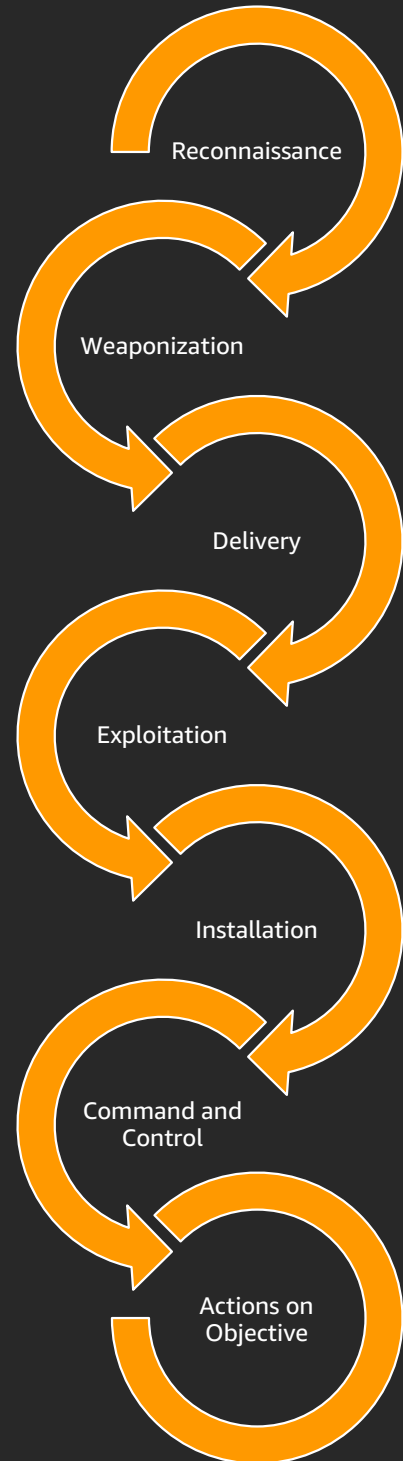 Reconnaissance
Weaponization
Delivery
Exploitation
Installation
Command and
Control
Actions on
Objective